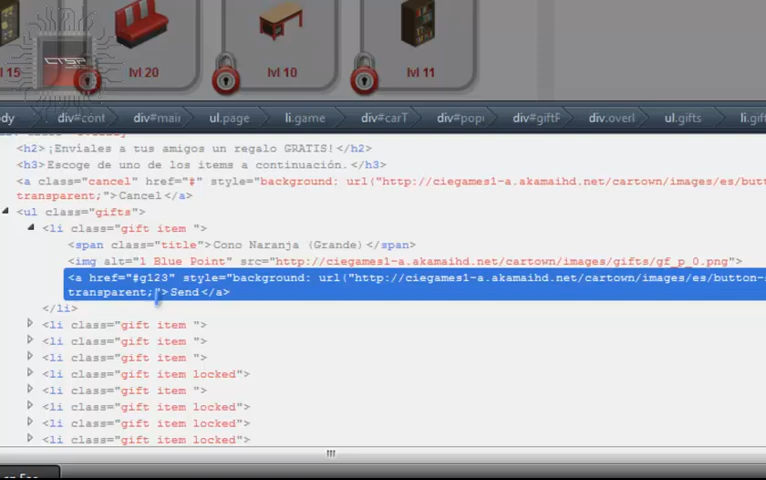 lvl 15
lvl 20
lvl 10
lvl 11
CTSP
div#cont
div#mair
ul.page
li.game
div#carT
div#pop
div#giftF
div.overl
ul.gifts
li.gif
<h2>¡Envíales a tus amigos un regalo GRATIS!</h2>
<h3>Escoge de uno de los items a continuación.</h3>
<a class="cancel" href="#" style="background: url("http://ciegames1-a.akamaihd.net/cartown/images/es/butt
transparent;">Cancel</a>
<ul class="gifts">
<li class="gift item ">
<span class="title">Cono Naranja (Grande)</span>
<img alt="1 Blue Point" src="http://ciegames1-a.akamaihd.net/cartown/images/gifts/gf_p_0.png">
<a href="#g123" style="background: url("http://ciegames1-a.akamaihd.net/cartown/images/es/button-s
transparent;">Send</a>
</li>
<li class="gift item ">
<li class="gift item ">
<li class="gift item ">
<li class="gift item locked">
<li class="gift item ">
<li class="gift item locked">
<li class="gift item locked">
<li class="gift item locked">